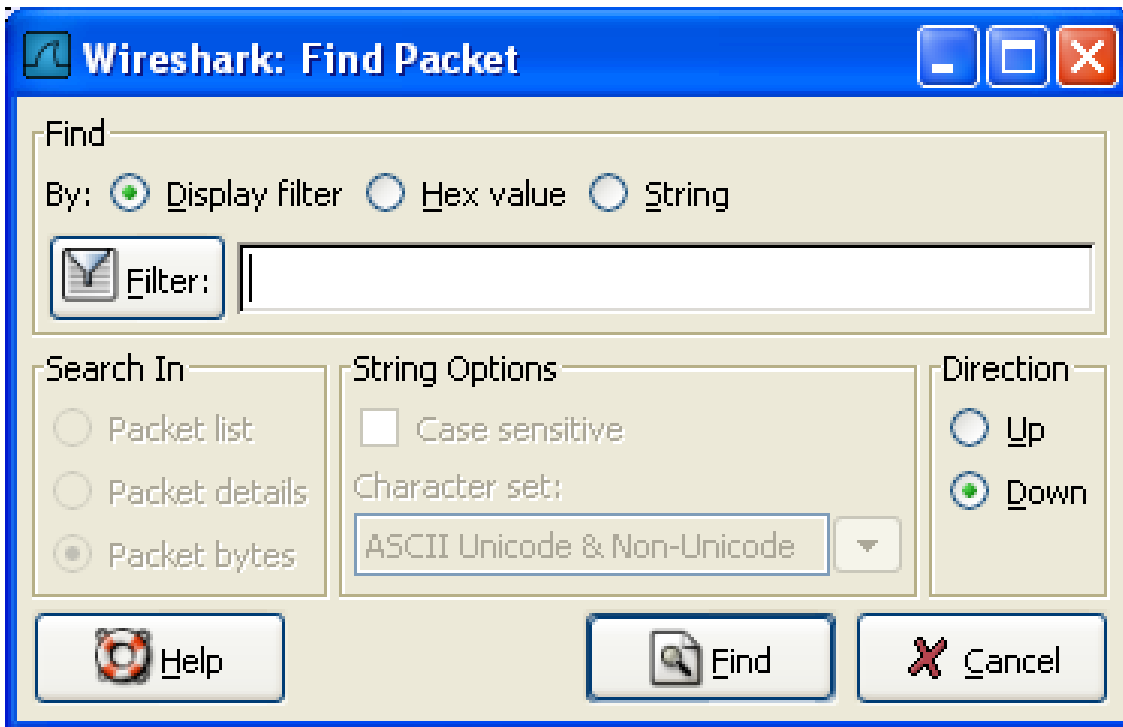 Wireshark: Find Packet
Find
By: Display filter Hex value String
Filter:
Search In
Packet list
Packet details
Packet bytes
String Options
Case sensitive
Character set:
ASCII Unicode & Non-Unicode
Direction
Up
Down
Help
Find
Cancel